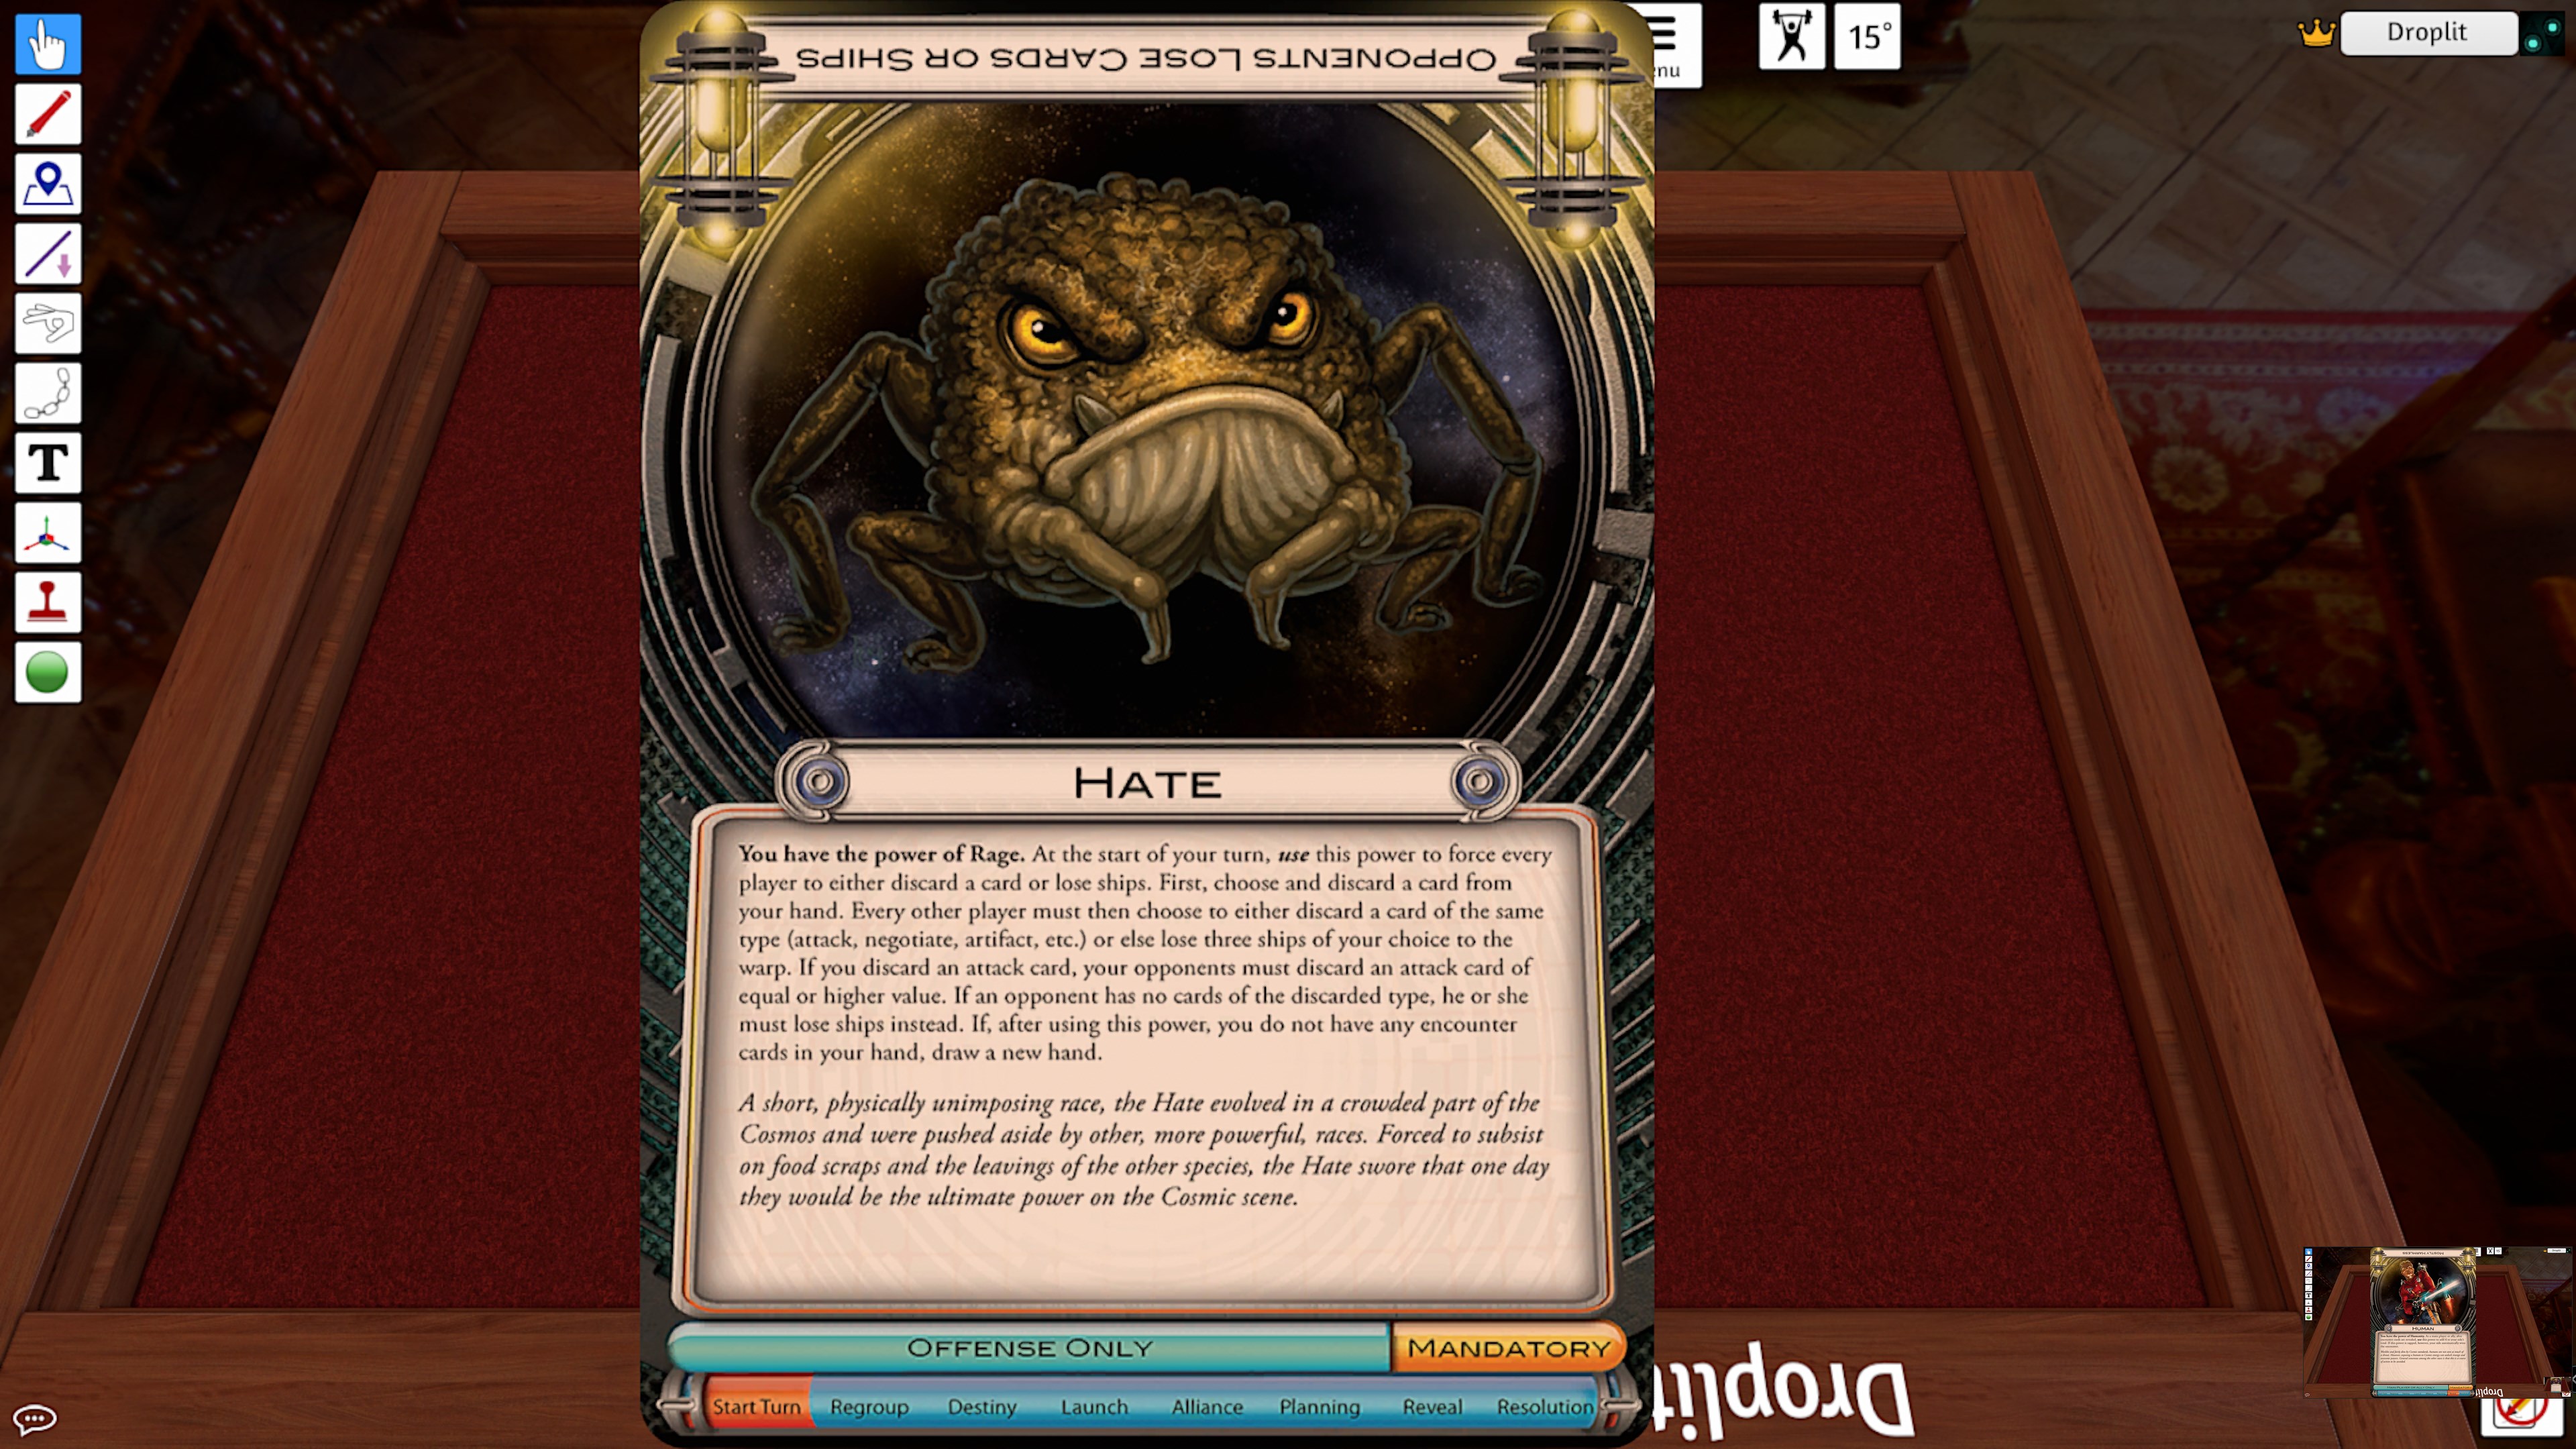 OPPONENTS LOSE CARDS OR SHIPS
nu
15°
Droplit
T
HATE
You have the power of Rage. At the start of your turn, use this power to force every
player to either discard a card or lose ships. First, choose and discard a card from
your hand. Every other player must then choose to either discard a card of the same
type (attack, negotiate, artifact, etc.) or else lose three ships of your choice to the
warp. If you discard an attack card, your opponents must discard an attack card of
equal or higher value. If an opponent has no cards of the discarded type, he or she
must lose ships instead. If, after using this power, you do not have any encounter
cards in your hand, draw a new hand.
A short, physically unimposing race, the Hate evolved in a crowded part of the
Cosmos and were pushed aside by other, more powerful, races. Forced to subsist
on food scraps and the leavings of the other species, the Hate swore that one day
they would be the ultimate power on the Cosmic scene.
OFFENSE ONLY
MANDATORY
Start Turn Regroup Destiny Launch Alliance Planning Reveal Resolution
Droplit
HUMAN